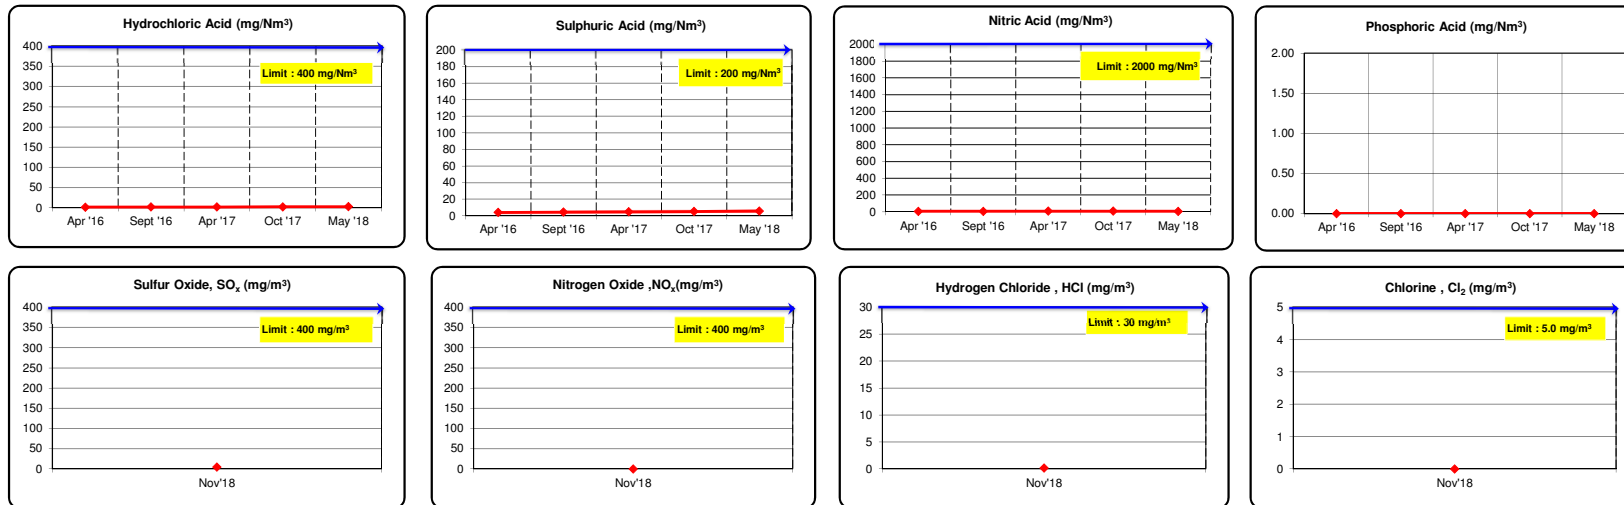 Hydrochloric Acid (mg/Nm³)
400
350
300
250
200
150
100
50
0
Limit : 400 mg/Nm³
Apr '16 Sept '16 Apr '17 Oct '17 May '18
Sulphuric Acid (mg/Nm³)
200
180
160
140
120
100
80
60
40
20
0
Limit : 200 mg/Nm³
Apr '16 Sept '16 Apr '17 Oct '17 May '18
Nitric Acid (mg/Nm³)
2000
1800
1600
1400
1200
1000
800
600
400
200
0
Limit : 2000 mg/Nm³
Apr '16 Sept '16 Apr '17 Oct '17 May '18
Phosphoric Acid (mg/Nm³)
2.00
1.50
1.00
0.50
0.00
Apr '16 Sept '16 Apr '17 Oct '17 May '18
Sulfur Oxide, SOₓ (mg/m³)
400
350
300
250
200
150
100
50
0
Limit : 400 mg/m³
Nov'18
Nitrogen Oxide ,NOₓ(mg/m³)
400
350
300
250
200
150
100
50
0
Limit : 400 mg/m³
Nov'18
Hydrogen Chloride , HCl (mg/m³)
30
25
20
15
10
5
0
Limit : 30 mg/m³
Nov'18
Chlorine , Cl₂ (mg/m³)
5
4
3
2
1
0
Limit : 5.0 mg/m³
Nov'18